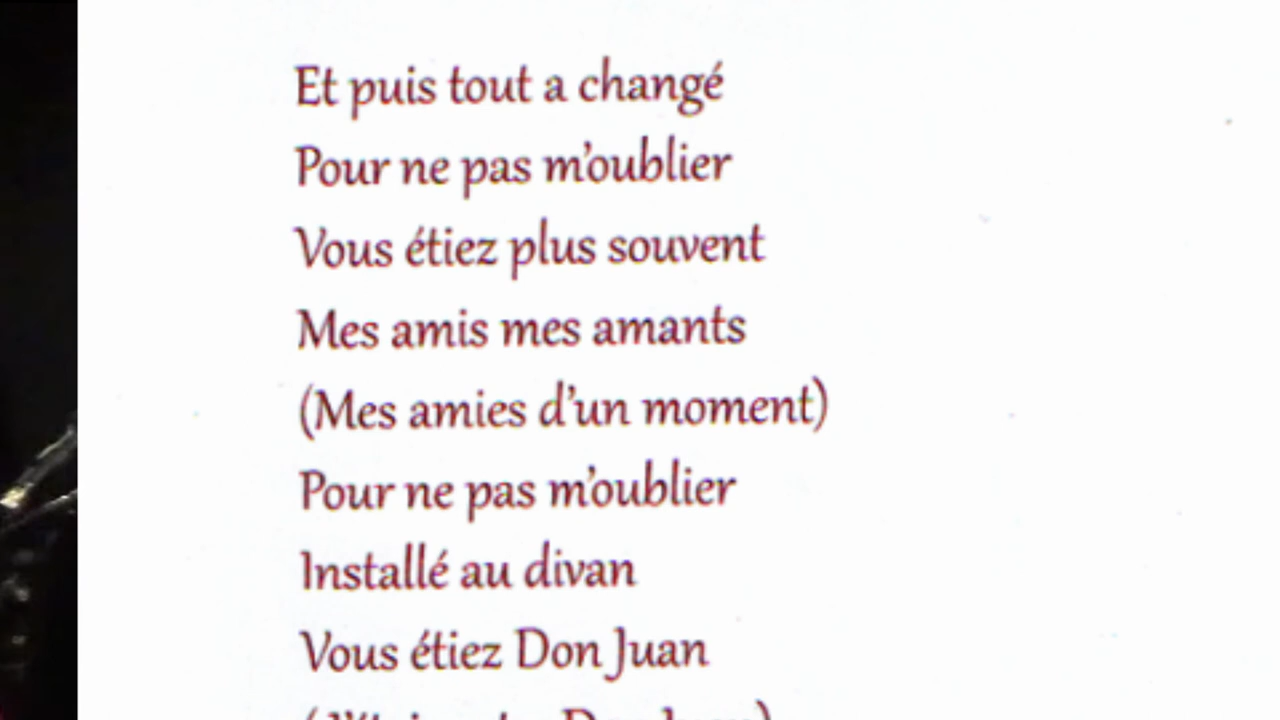 Et puis tout a changé
Pour ne pas m'oublier
Vous étiez plus souvent
Mes amis mes amants
(Mes amies d'un moment)
Pour ne pas m'oublier
Installé au divan
Vous étiez Don Juan